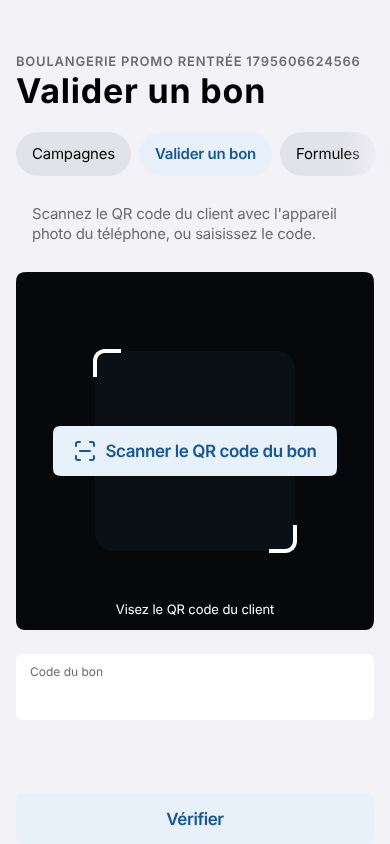 BOULANGERIE PROMO RENTRÉE 1795606624566
Valider un bon
Campagnes
Valider un bon
Formules
Scannez le QR code du client avec l'appareil
photo du téléphone, ou saisissez le code.
Scanner le QR code du bon
Visez le QR code du client
Code du bon
Vérifier